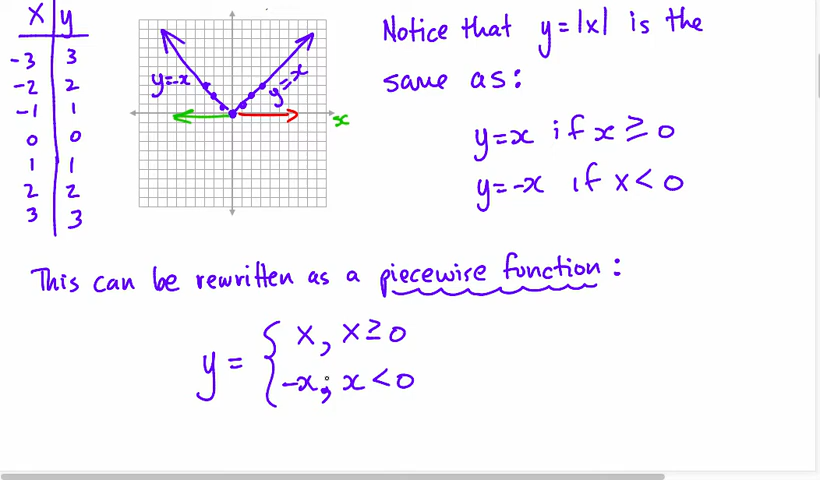 x y
-3 3
-2 2
-1 1
0 0
1 1
2 2
3 3
y=-x
y=x
x
Notice that y=|x| is the
same as:
y=x if x ≥ 0
y=-x if x < 0
This can be rewritten as a piecewise function:
y = { x, x ≥ 0
-x, x < 0